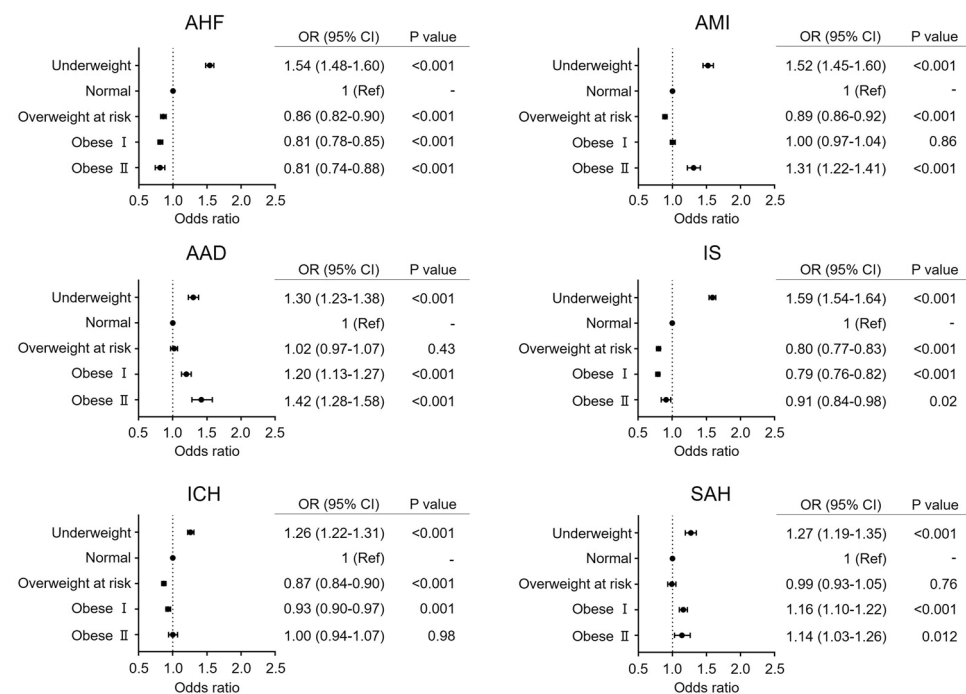 AHF
OR (95% CI) P value
Underweight 1.54 (1.48-1.60) <0.001
Normal 1 (Ref) -
Overweight at risk 0.86 (0.82-0.90) <0.001
Obese Ⅰ 0.81 (0.78-0.85) <0.001
Obese Ⅱ 0.81 (0.74-0.88) <0.001
0.5 1.0 1.5 2.0 2.5
Odds ratio
AMI
OR (95% CI) P value
Underweight 1.52 (1.45-1.60) <0.001
Normal 1 (Ref) -
Overweight at risk 0.89 (0.86-0.92) <0.001
Obese Ⅰ 1.00 (0.97-1.04) 0.86
Obese Ⅱ 1.31 (1.22-1.41) <0.001
0.5 1.0 1.5 2.0 2.5
Odds ratio
AAD
OR (95% CI) P value
Underweight 1.30 (1.23-1.38) <0.001
Normal 1 (Ref) -
Overweight at risk 1.02 (0.97-1.07) 0.43
Obese Ⅰ 1.20 (1.13-1.27) <0.001
Obese Ⅱ 1.42 (1.28-1.58) <0.001
0.5 1.0 1.5 2.0 2.5
Odds ratio
IS
OR (95% CI) P value
Underweight 1.59 (1.54-1.64) <0.001
Normal 1 (Ref) -
Overweight at risk 0.80 (0.77-0.83) <0.001
Obese Ⅰ 0.79 (0.76-0.82) <0.001
Obese Ⅱ 0.91 (0.84-0.98) 0.02
0.5 1.0 1.5 2.0 2.5
Odds ratio
ICH
OR (95% CI) P value
Underweight 1.26 (1.22-1.31) <0.001
Normal 1 (Ref) -
Overweight at risk 0.87 (0.84-0.90) <0.001
Obese Ⅰ 0.93 (0.90-0.97) 0.001
Obese Ⅱ 1.00 (0.94-1.07) 0.98
0.5 1.0 1.5 2.0 2.5
Odds ratio
SAH
OR (95% CI) P value
Underweight 1.27 (1.19-1.35) <0.001
Normal 1 (Ref) -
Overweight at risk 0.99 (0.93-1.05) 0.76
Obese Ⅰ 1.16 (1.10-1.22) <0.001
Obese Ⅱ 1.14 (1.03-1.26) 0.012
0.5 1.0 1.5 2.0 2.5
Odds ratio